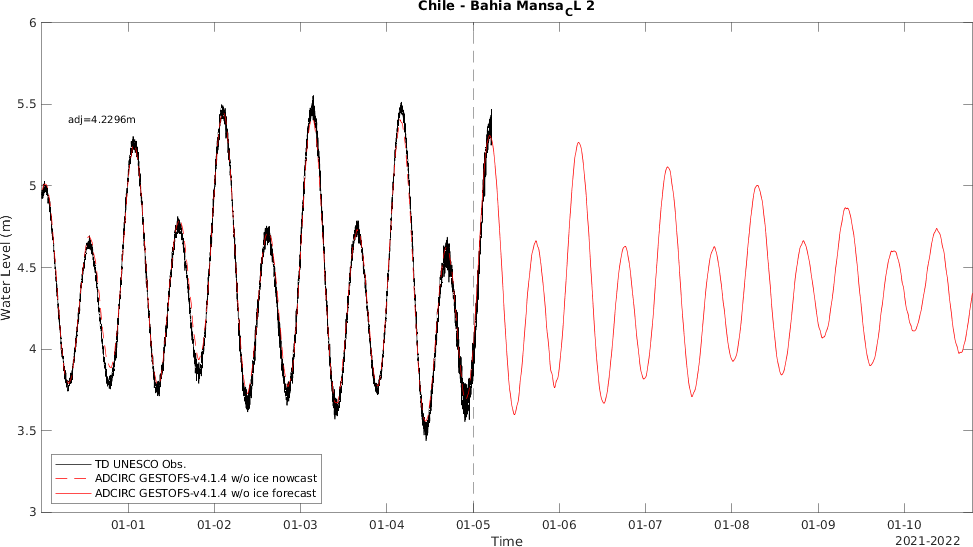 Chile - Bahia MansaCL 2
6
5.5
5
4.5
4
3.5
3
Water Level (m)
adj=4.2296m
TD UNESCO Obs.
ADCIRC GESTOFS-v4.1.4 w/o ice nowcast
ADCIRC GESTOFS-v4.1.4 w/o ice forecast
01-01 01-02 01-03 01-04 01-05 01-06 01-07 01-08 01-09 01-10
Time
2021-2022